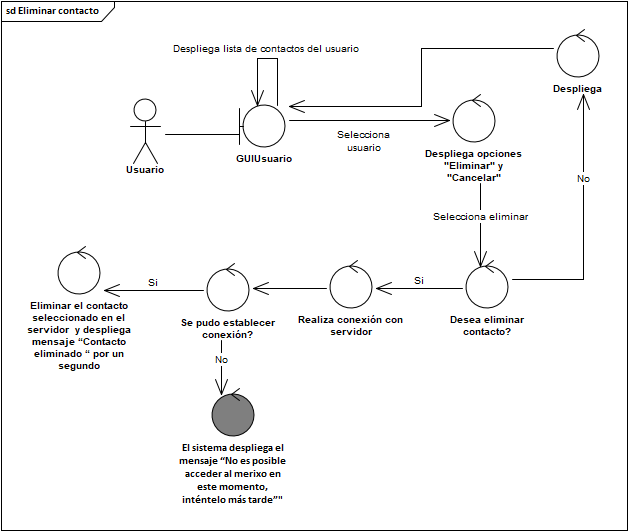 sd Eliminar contacto
Despliega lista de contactos del usuario
Despliega
Usuario
GUIUsuario
Selecciona
usuario
Despliega opciones
"Eliminar" y
"Cancelar"
No
Selecciona eliminar
Si
Si
Eliminar el contacto
seleccionado en el
servidor y despliega
mensaje “Contacto
eliminado “ por un
segundo
Se pudo establecer
conexión?
Realiza conexión con
servidor
Desea eliminar
contacto?
No
El sistema despliega el
mensaje “No es posible
acceder al merixo en
este momento,
inténtelo más tarde”"